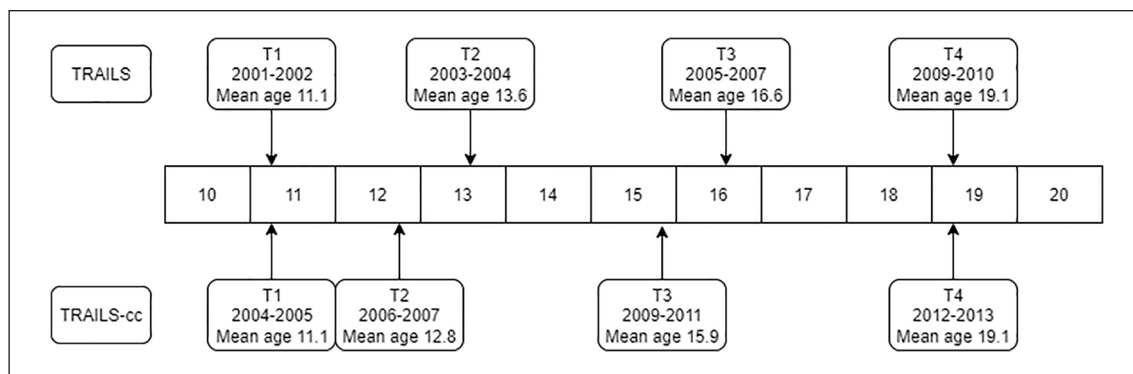 TRAILS
T1
2001-2002
Mean age 11.1
T2
2003-2004
Mean age 13.6
T3
2005-2007
Mean age 16.6
T4
2009-2010
Mean age 19.1
10 11 12 13 14 15 16 17 18 19 20
TRAILS-cc
T1
2004-2005
Mean age 11.1
T2
2006-2007
Mean age 12.8
T3
2009-2011
Mean age 15.9
T4
2012-2013
Mean age 19.1